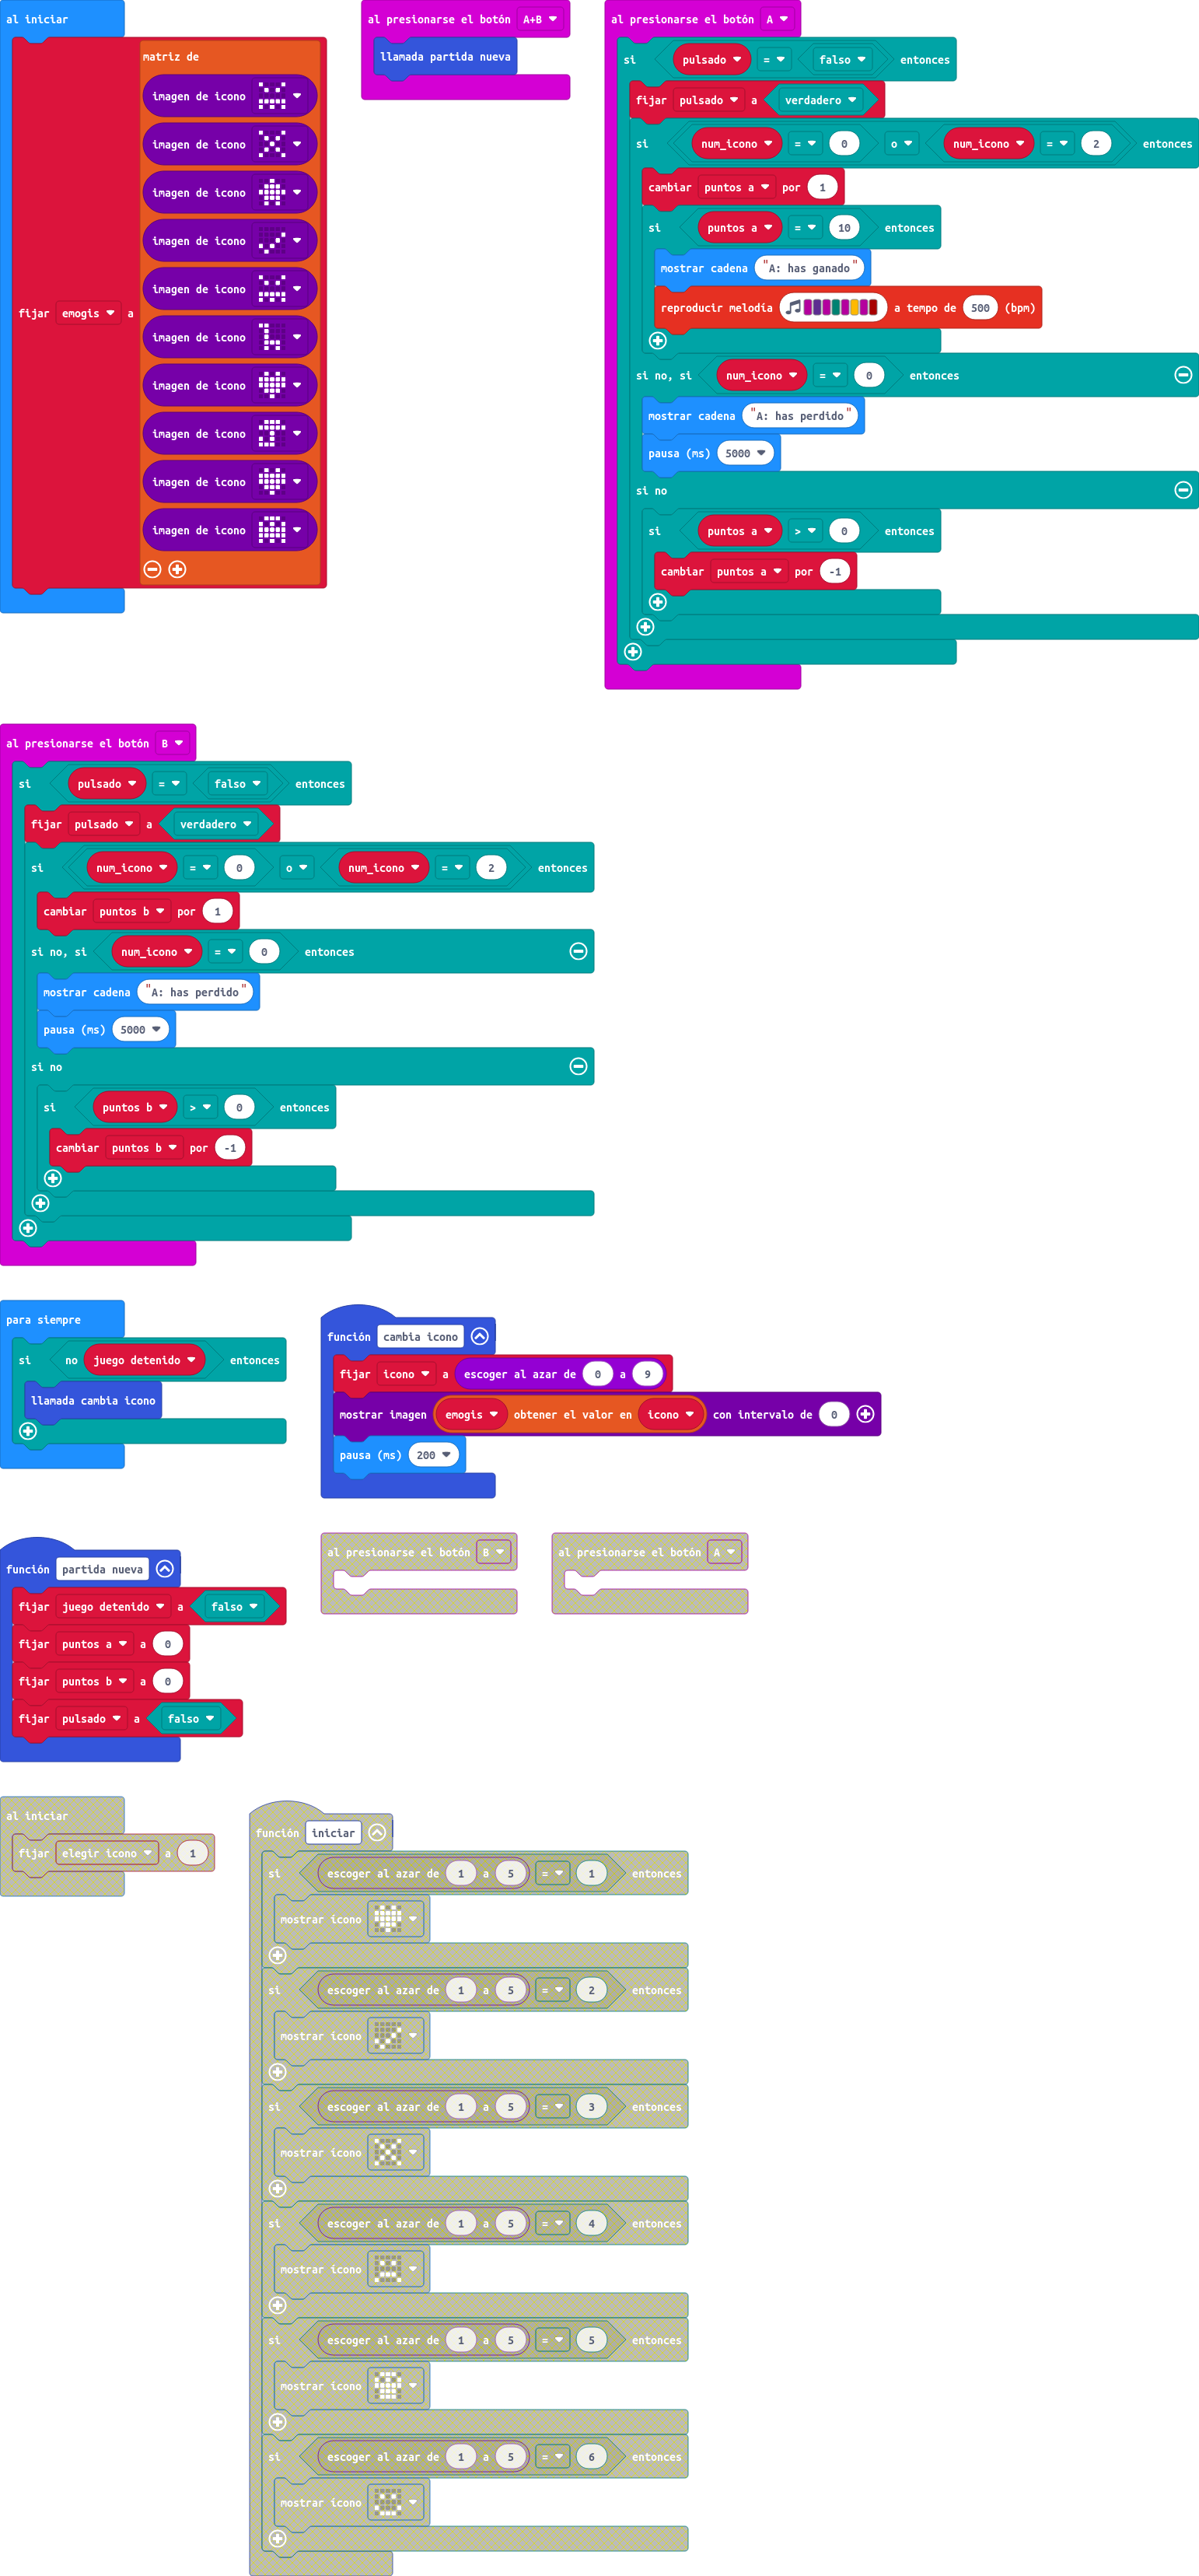 al iniciar
fijar emogis a
matriz de
imagen de icono
imagen de icono
imagen de icono
imagen de icono
imagen de icono
imagen de icono
imagen de icono
imagen de icono
imagen de icono
imagen de icono
al presionarse el botón A+B
llamada partida nueva
al presionarse el botón A
si pulsado = falso entonces
fijar pulsado a verdadero
si num_icono = 0 o num_icono = 2 entonces
cambiar puntos a por 1
si puntos a = 10 entonces
mostrar cadena "A: has ganado"
reproducir melodía a tempo de 500 (bpm)
si no, si num_icono = 0 entonces
mostrar cadena "A: has perdido"
pausa (ms) 5000
si no
si puntos a > 0 entonces
cambiar puntos a por -1
al presionarse el botón B
si pulsado = falso entonces
fijar pulsado a verdadero
si num_icono = 0 o num_icono = 2 entonces
cambiar puntos b por 1
si no, si num_icono = 0 entonces
mostrar cadena "A: has perdido"
pausa (ms) 5000
si no
si puntos b > 0 entonces
cambiar puntos b por -1
para siempre
si no juego detenido entonces
llamada cambia icono
función cambia icono
fijar icono a escoger al azar de 0 a 9
mostrar imagen emogis obtener el valor en icono con intervalo de 0
pausa (ms) 200
función partida nueva
fijar juego detenido a falso
fijar puntos a a 0
fijar puntos b a 0
fijar pulsado a falso
al presionarse el botón B
al presionarse el botón A
al iniciar
fijar elegir icono a 1
función iniciar
si escoger al azar de 1 a 5 = 1 entonces
mostrar icono
si escoger al azar de 1 a 5 = 2 entonces
mostrar icono
si escoger al azar de 1 a 5 = 3 entonces
mostrar icono
si escoger al azar de 1 a 5 = 4 entonces
mostrar icono
si escoger al azar de 1 a 5 = 5 entonces
mostrar icono
si escoger al azar de 1 a 5 = 6 entonces
mostrar icono